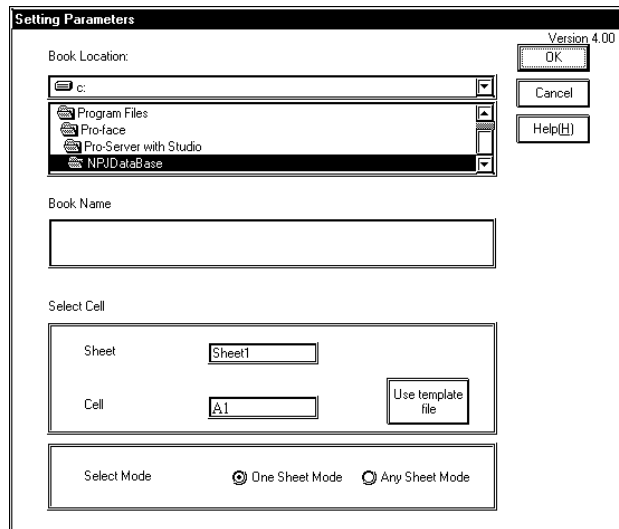 Setting Parameters
Version 4.00
Book Location:
OK
c:
Cancel
Program Files
Pro-face
Help(H)
Pro-Server with Studio
NPJDataBase
Book Name
Select Cell
Sheet
Sheet1
Cell
A1
Use template
file
Select Mode
One Sheet Mode
Any Sheet Mode